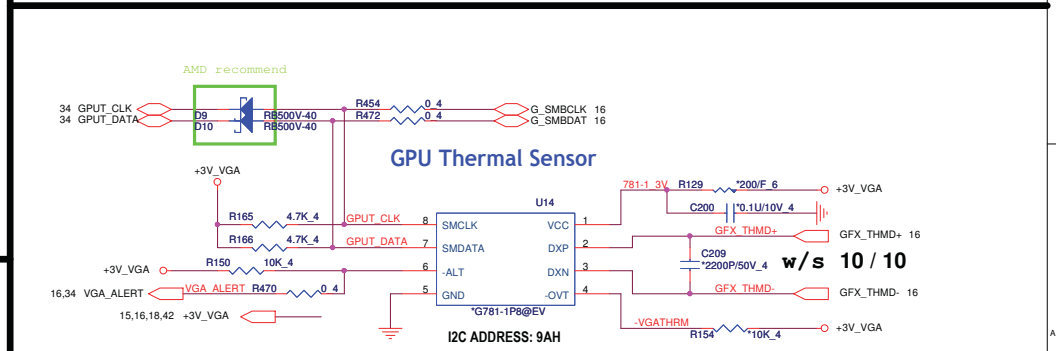 AMD recommend
34 GPUT_CLK
34 GPUT_DATA
D9
D10
RB500V-40
RB500V-40
R454 0_4
R472 0_4
G_SMBCLK 16
G_SMBDAT 16
GPU Thermal Sensor
+3V_VGA
R165 4.7K_4 GPUT_CLK
R166 4.7K_4 GPUT_DATA
+3V_VGA R150 10K_4
16,34 VGA_ALERT VGA_ALERT R470 0_4
15,16,18,42 +3V_VGA
U14
8 SMCLK VCC 1
7 SMDATA DXP 2
6 -ALT DXN 3
5 GND -OVT 4
*G781-1P8@EV
I2C ADDRESS: 9AH
781-1_3V R129 *200/F_6 +3V_VGA
C200 *0.1U/10V_4
GFX_THMD+ GFX_THMD+ 16
C209
*2200P/50V_4
w/s 10 / 10
GFX_THMD- GFX_THMD- 16
-VGATHRM R154 *10K_4 +3V_VGA
A